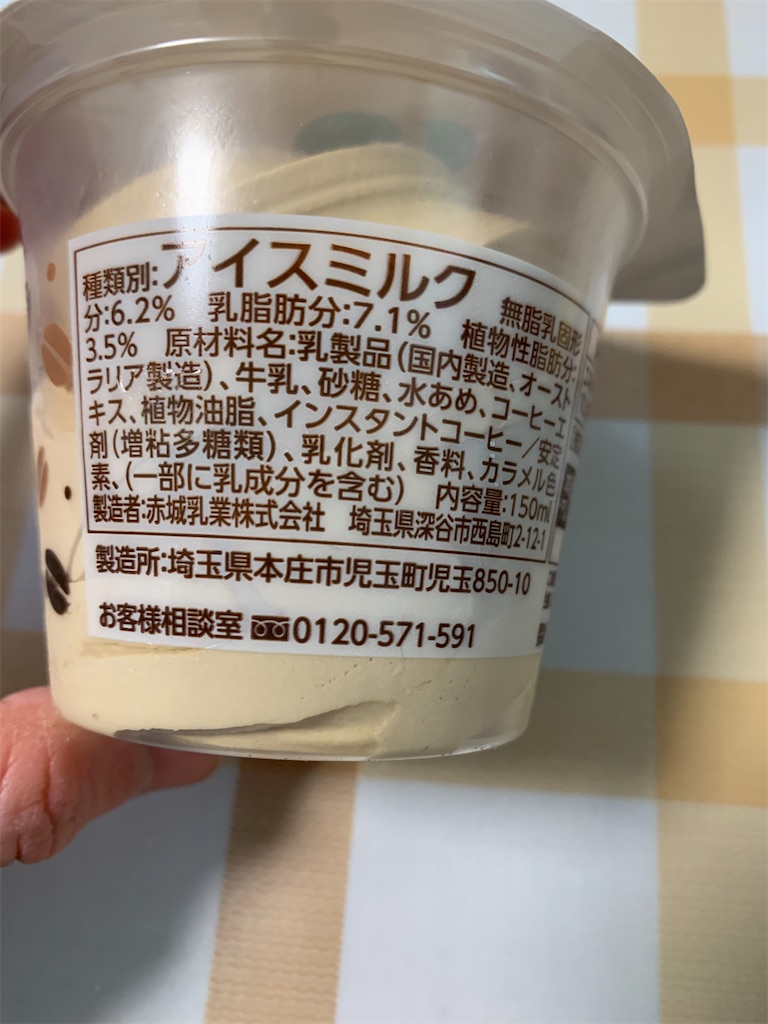 種類別:アイスミルク 無脂乳固形
分:6.2% 乳脂肪分:7.1% 植物性脂肪分:
3.5% 原材料名:乳製品(国内製造、オースト
ラリア製造)、牛乳、砂糖、水あめ、コーヒーエ
キス、植物油脂、インスタントコーヒー/安定
剤(増粘多糖類)、乳化剤、香料、カラメル色
素、(一部に乳成分を含む) 内容量:150ml
製造者:赤城乳業株式会社 埼玉県深谷市西島町2-12-1
製造所:埼玉県本庄市児玉町児玉850-10
お客様相談室 0120-571-591